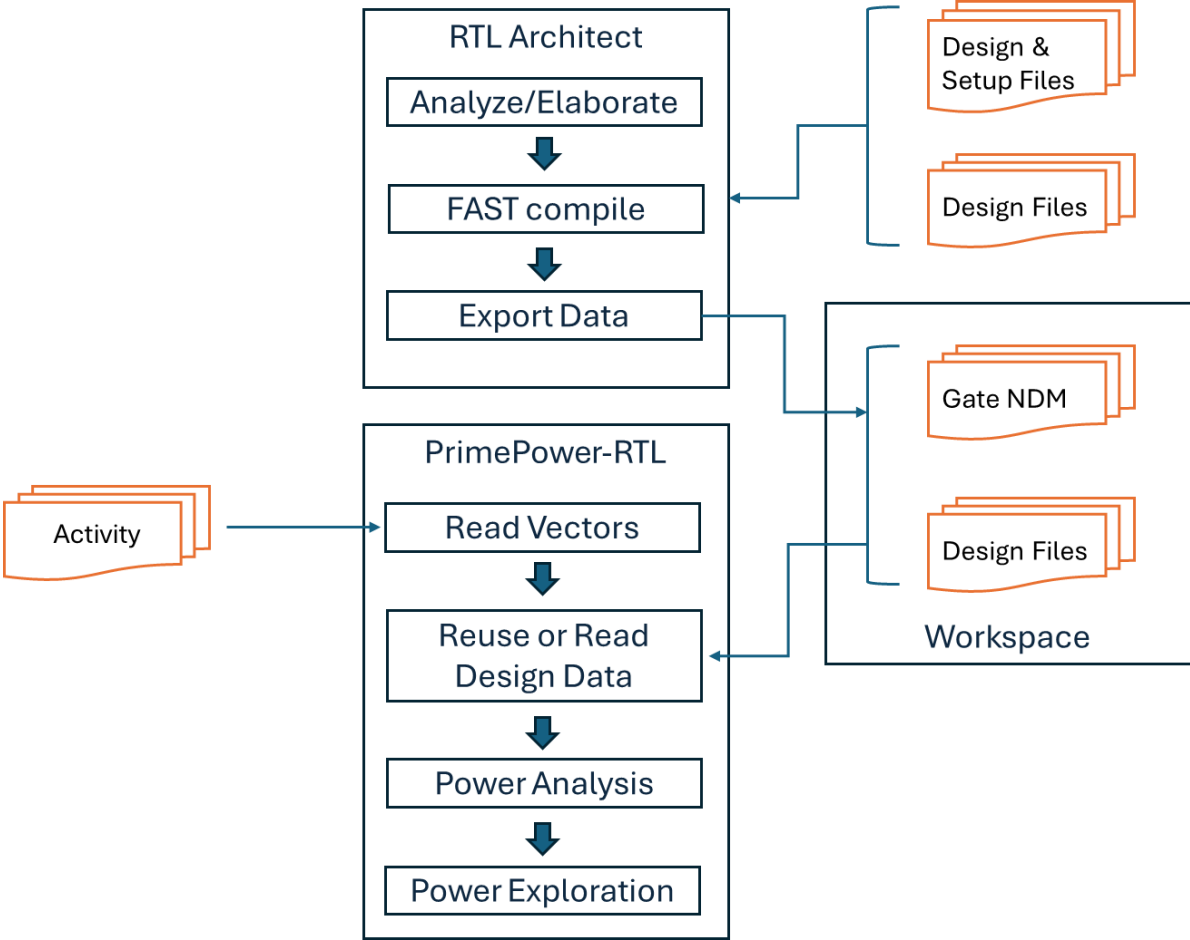 RTL Architect
Analyze/Elaborate
FAST compile
Export Data
Design &
Setup Files
Design Files
Gate NDM
Design Files
Workspace
PrimePower-RTL
Activity
Read Vectors
Reuse or Read
Design Data
Power Analysis
Power Exploration